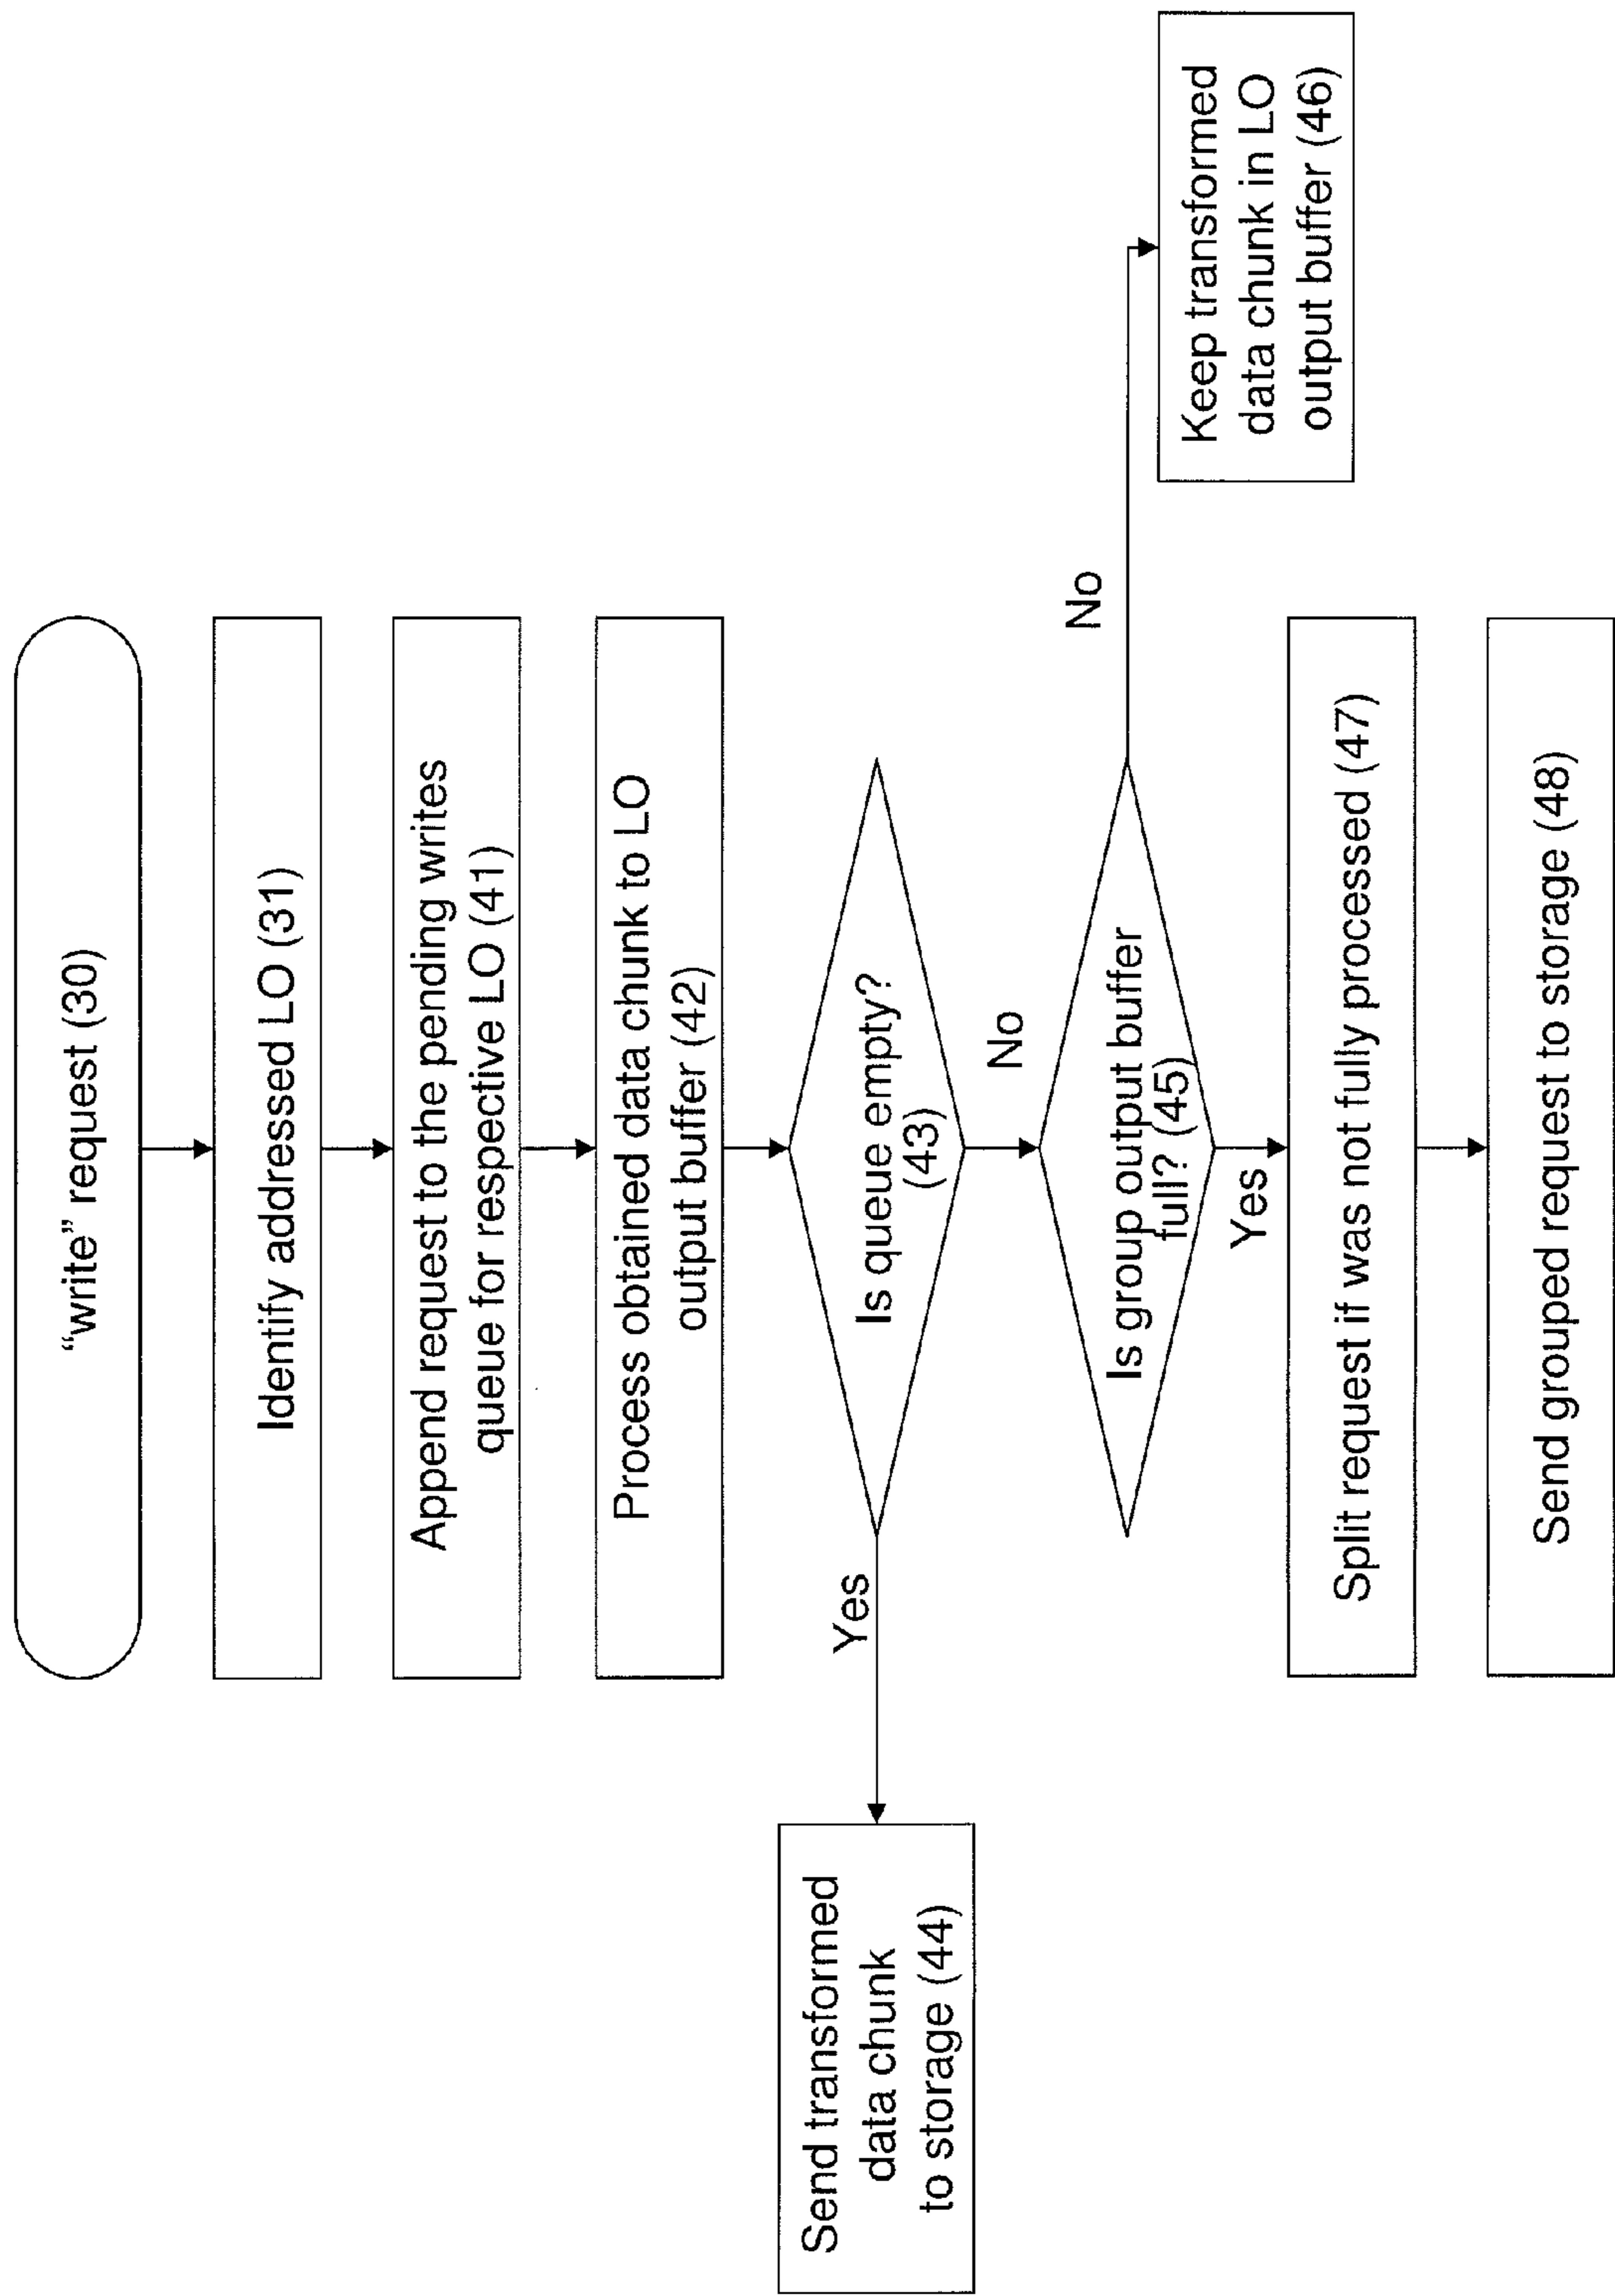 “write” request (30)
Identify addressed LO (31)
Append request to the pending writes
queue for respective LO (41)
Process obtained data chunk to LO
output buffer (42)
Is queue empty?
(43)
Yes
Send transformed
data chunk
to storage (44)
No
Is group output buffer
full? (45)
No
Keep transformed
data chunk in LO
output buffer (46)
Yes
Split request if was not fully processed (47)
Send grouped request to storage (48)